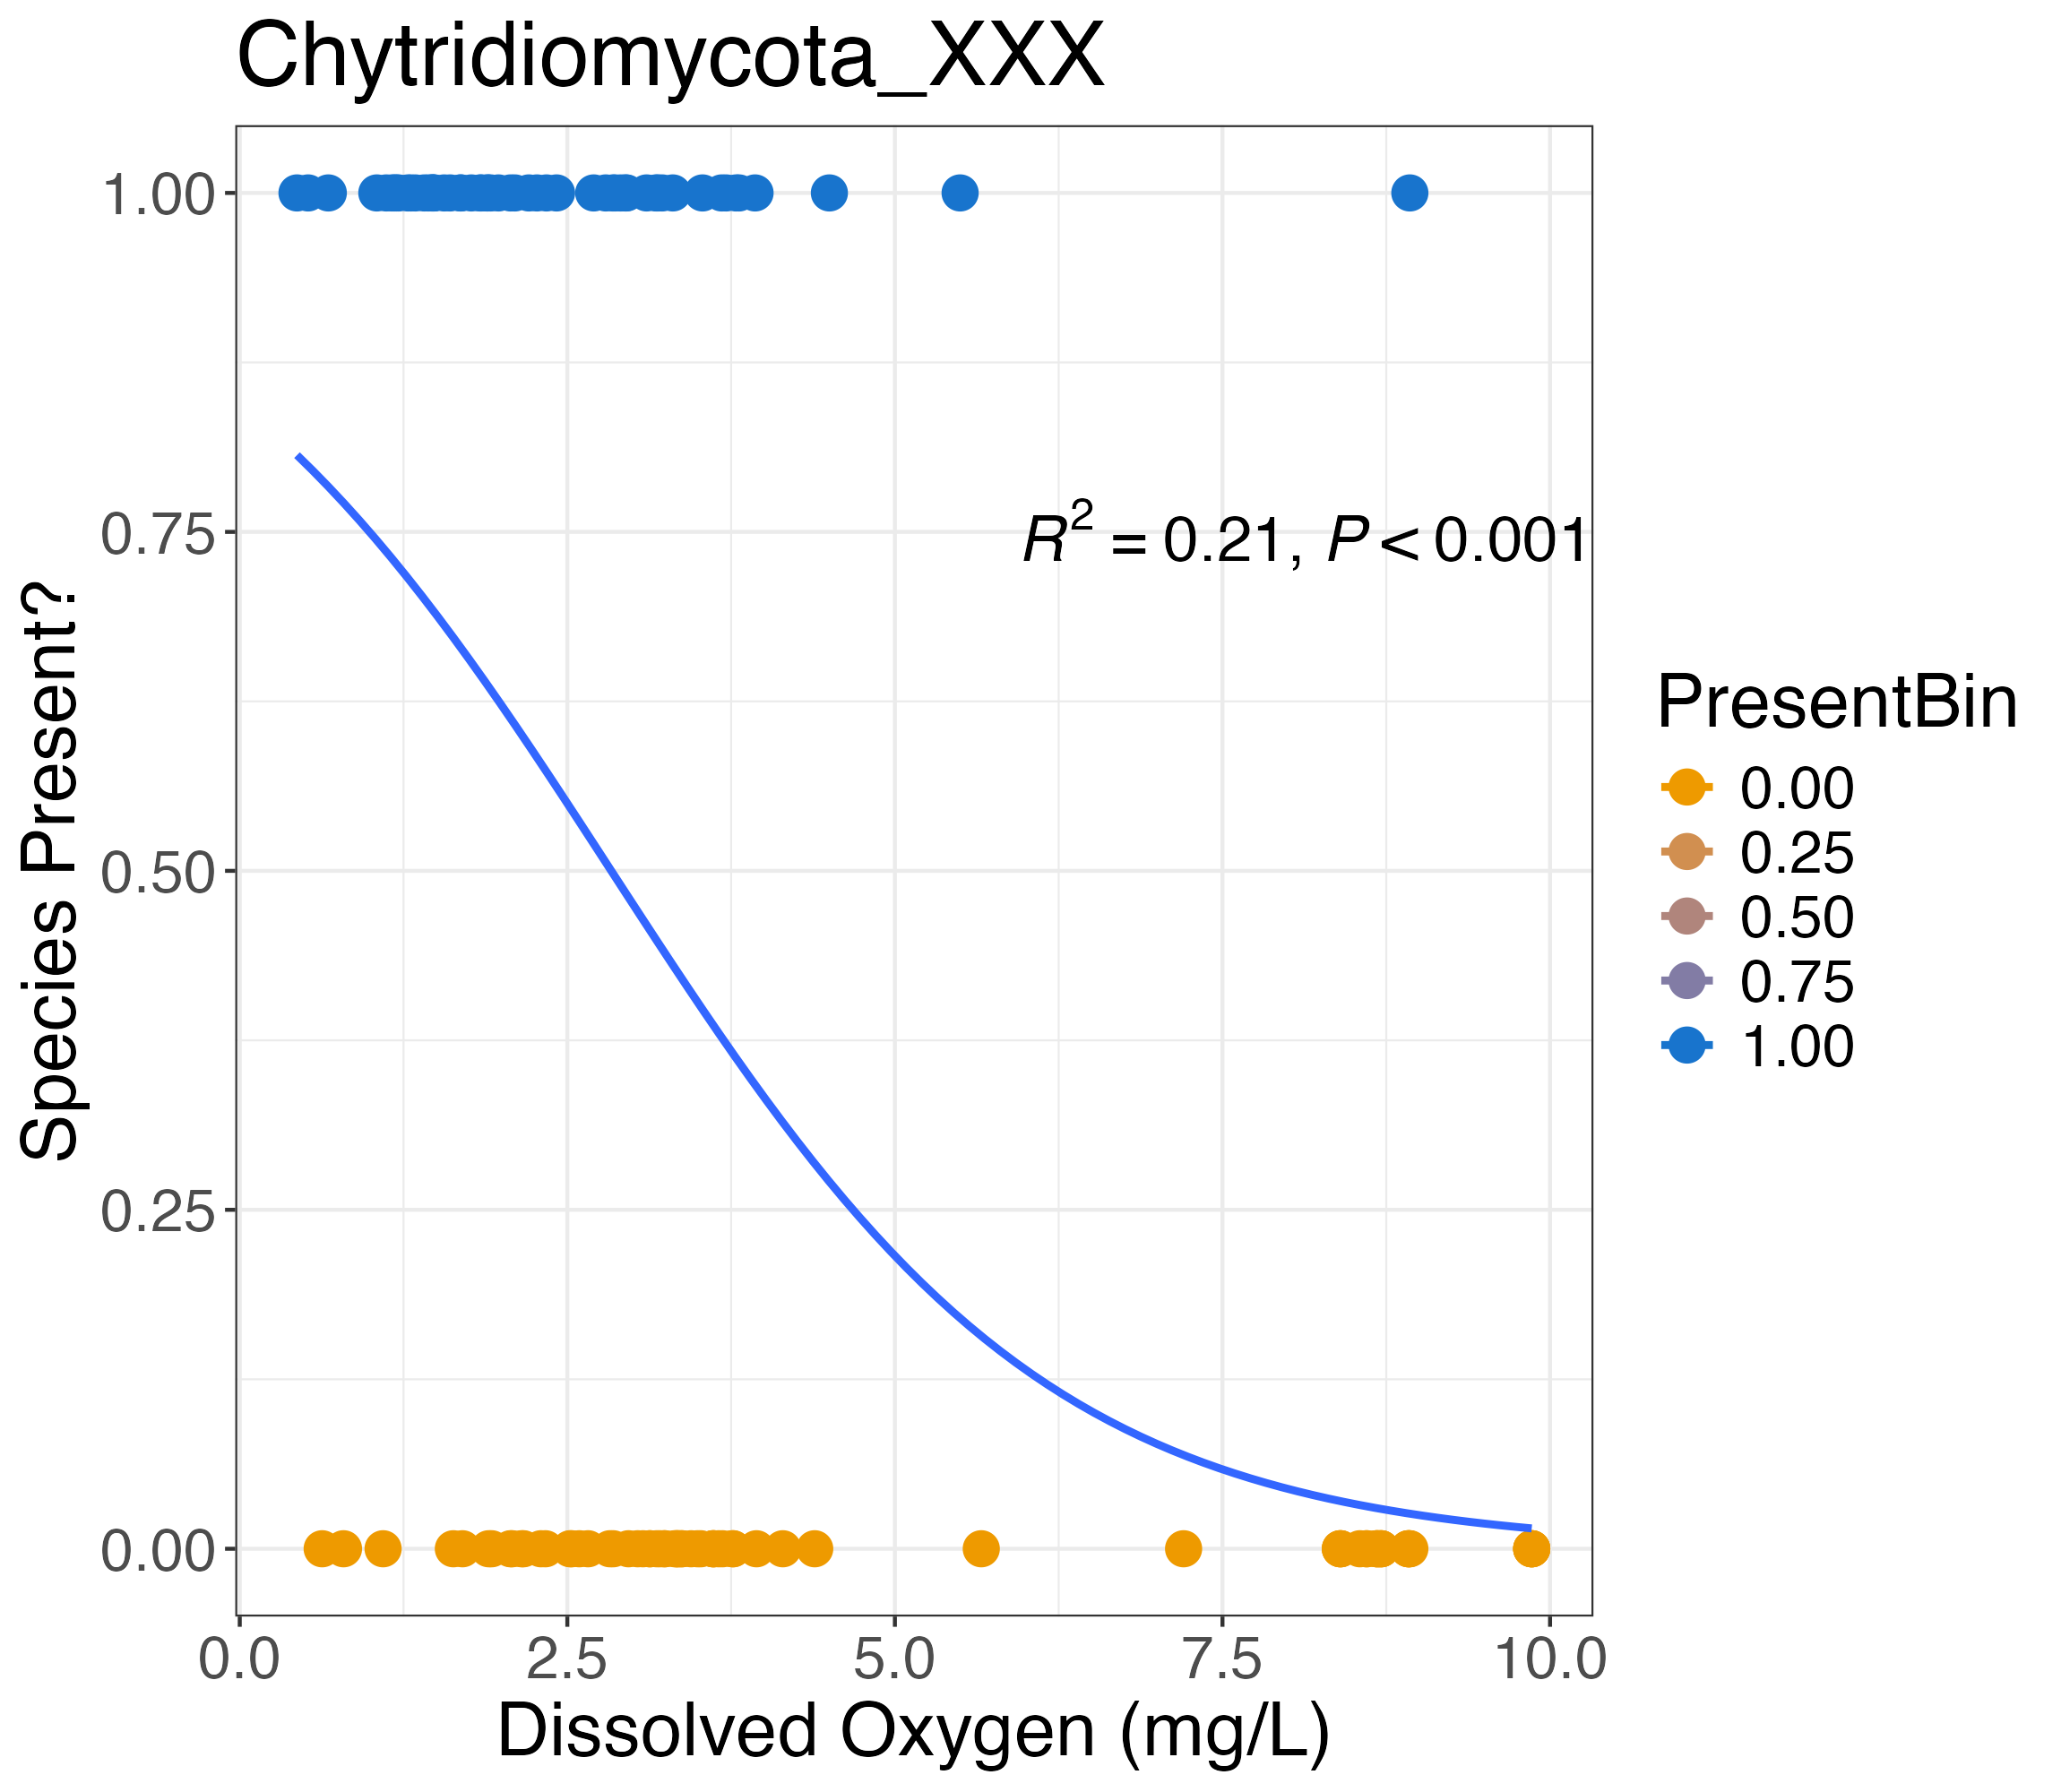 Chytridiomycota_XXX
1.00
0.75
0.50
0.25
0.00
Species Present?
R² = 0.21, P < 0.001
0.0 2.5 5.0 7.5 10.0
Dissolved Oxygen (mg/L)
PresentBin
0.00
0.25
0.50
0.75
1.00